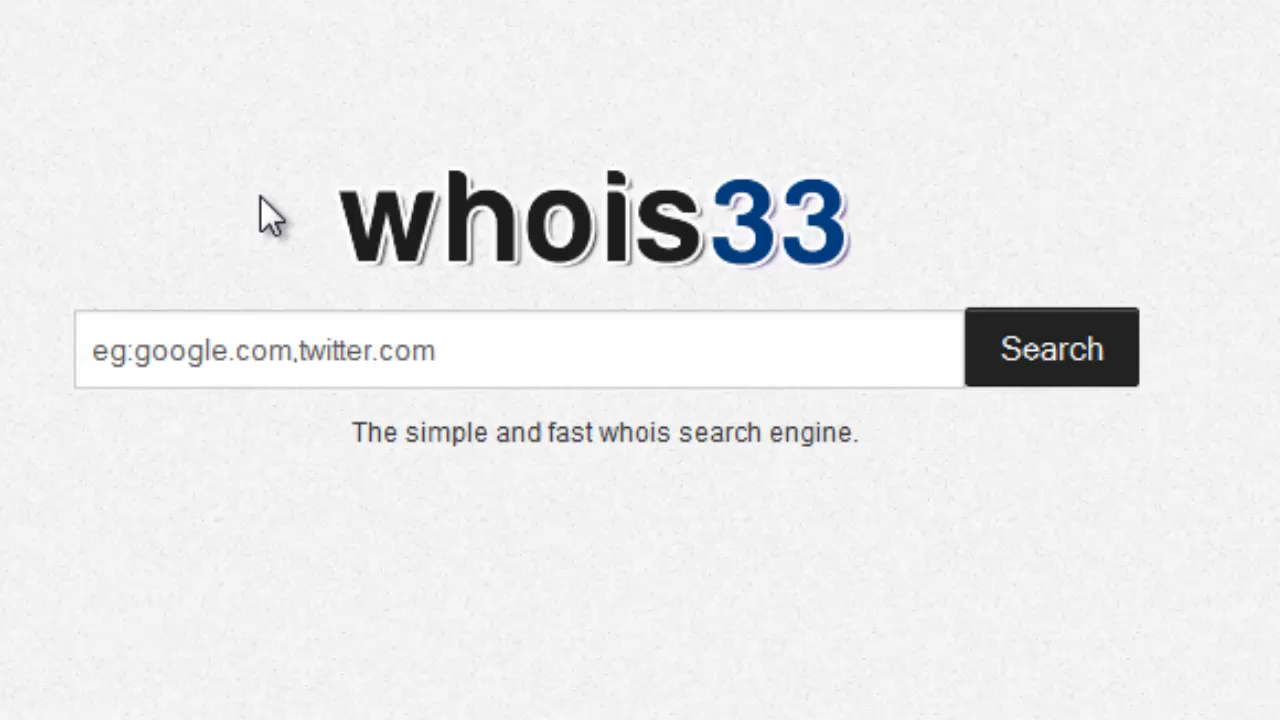 whois33
eg:google.com,twitter.com
Search
The simple and fast whois search engine.